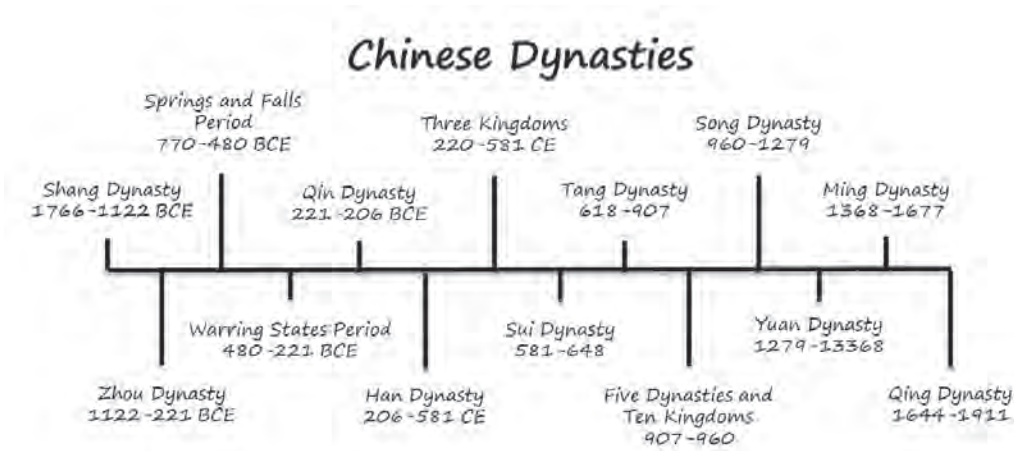 Chinese Dynasties
Springs and Falls
Period
770-480 BCE
Three Kingdoms
220-581 CE
Song Dynasty
960-1279
Shang Dynasty
1766-1122 BCE
Qin Dynasty
221-206 BCE
Tang Dynasty
618-907
Ming Dynasty
1368-1677
Warring States Period
480-221 BCE
Sui Dynasty
581-648
Yuan Dynasty
1279-13368
Zhou Dynasty
1122-221 BCE
Han Dynasty
206-581 CE
Five Dynasties and
Ten Kingdoms
907-960
Qing Dynasty
1644-1911